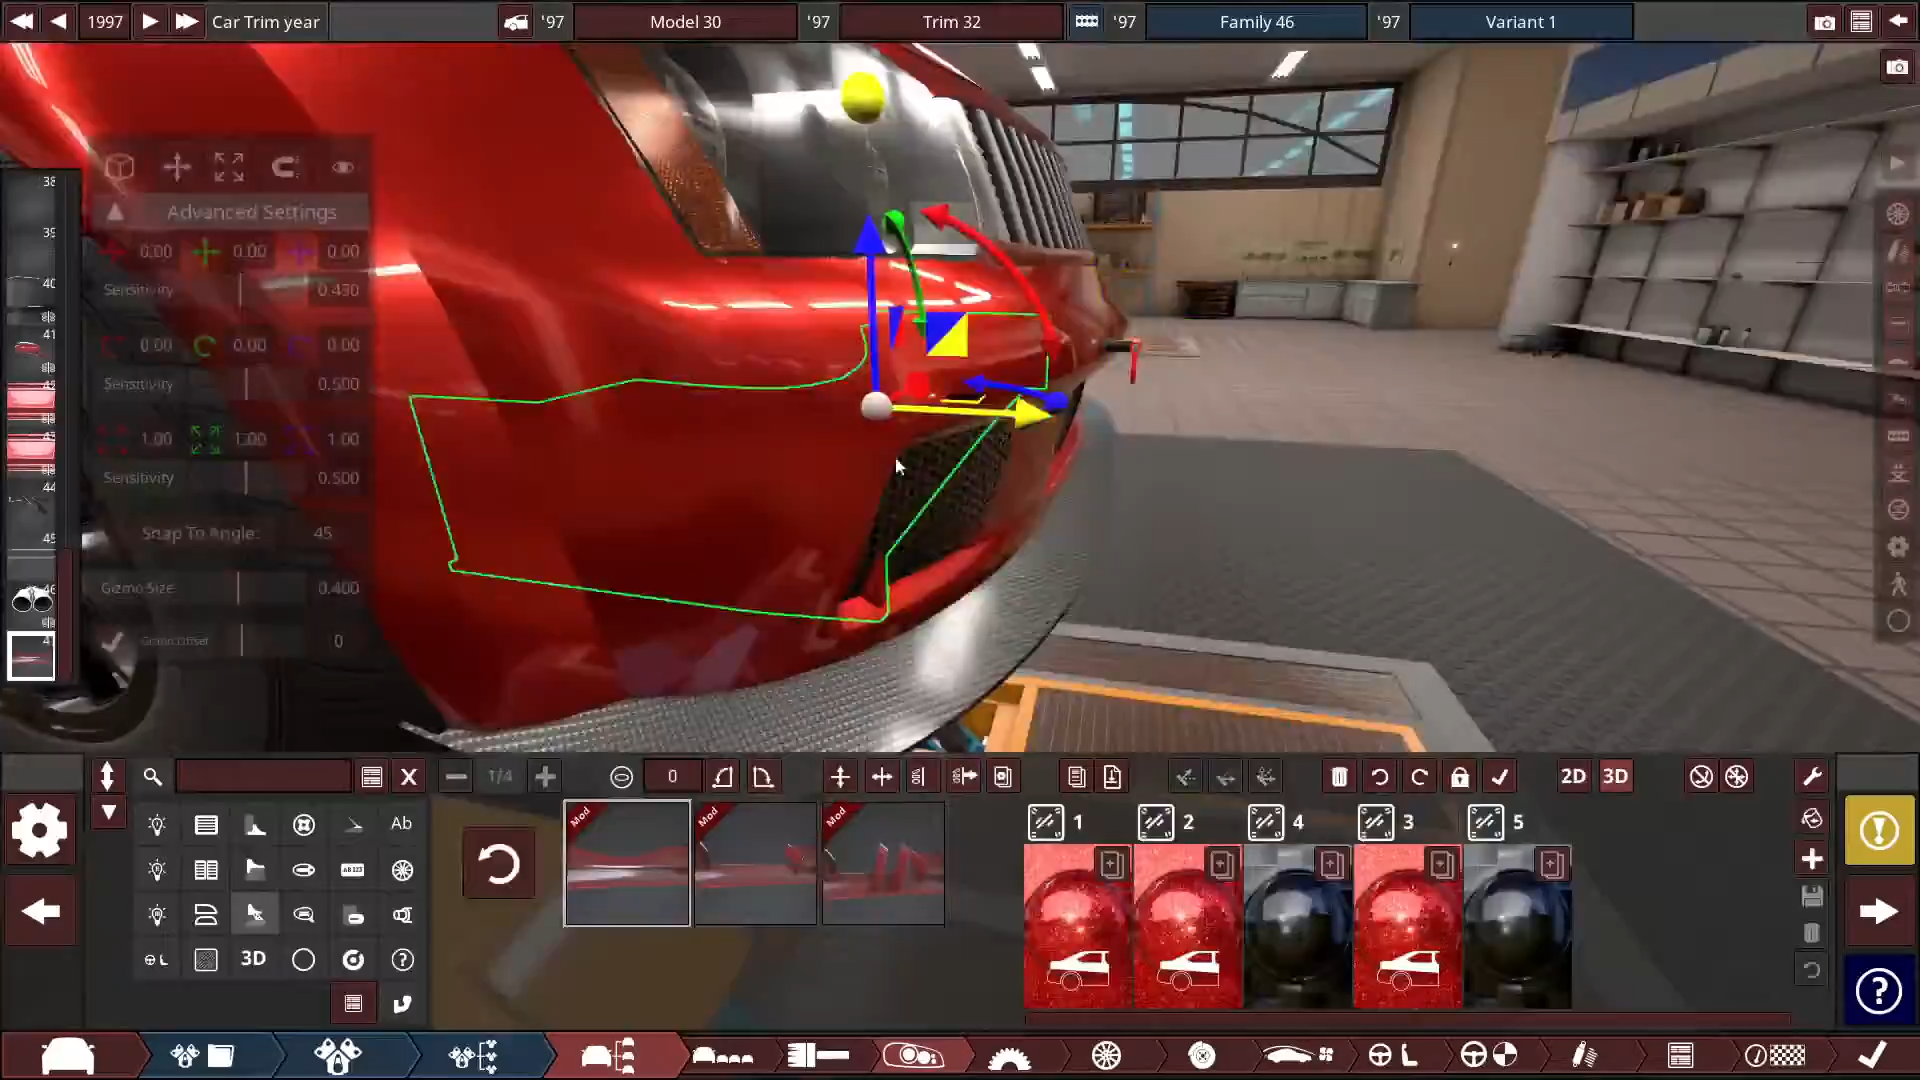 1997 Car Trim year '97 Model 30 '97 Trim 32 '97 Family 46 '97 Variant 1
38
39
40
41
44
45
Advanced Settings
0.00 0.00 0.00
Sensitivity 0.430
0.00 0.00 0.00
Sensitivity 0.500
1.00 1.00 1.00
Sensitivity 0.500
Snap To Angle: 45
Gizmo Size: 0.400
0
1/4 0 2D 3D
Ab
AB 123
3D
Mod Mod Mod
1 2 4 3 5